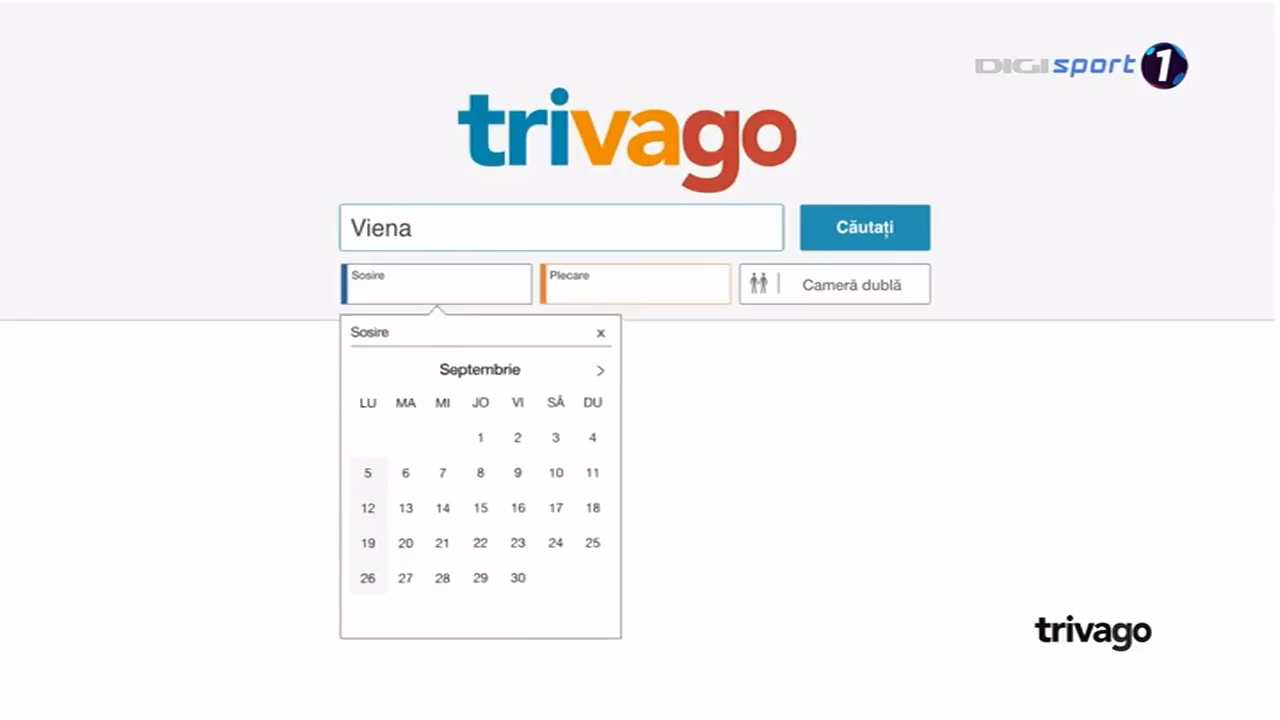 DIGI sport 1
trivago
Viena
Căutați
Sosire
Plecare
Cameră dublă
Sosire x
Septembrie >
LU MA MI JO VI SÂ DU
1 2 3 4
5 6 7 8 9 10 11
12 13 14 15 16 17 18
19 20 21 22 23 24 25
26 27 28 29 30
trivago